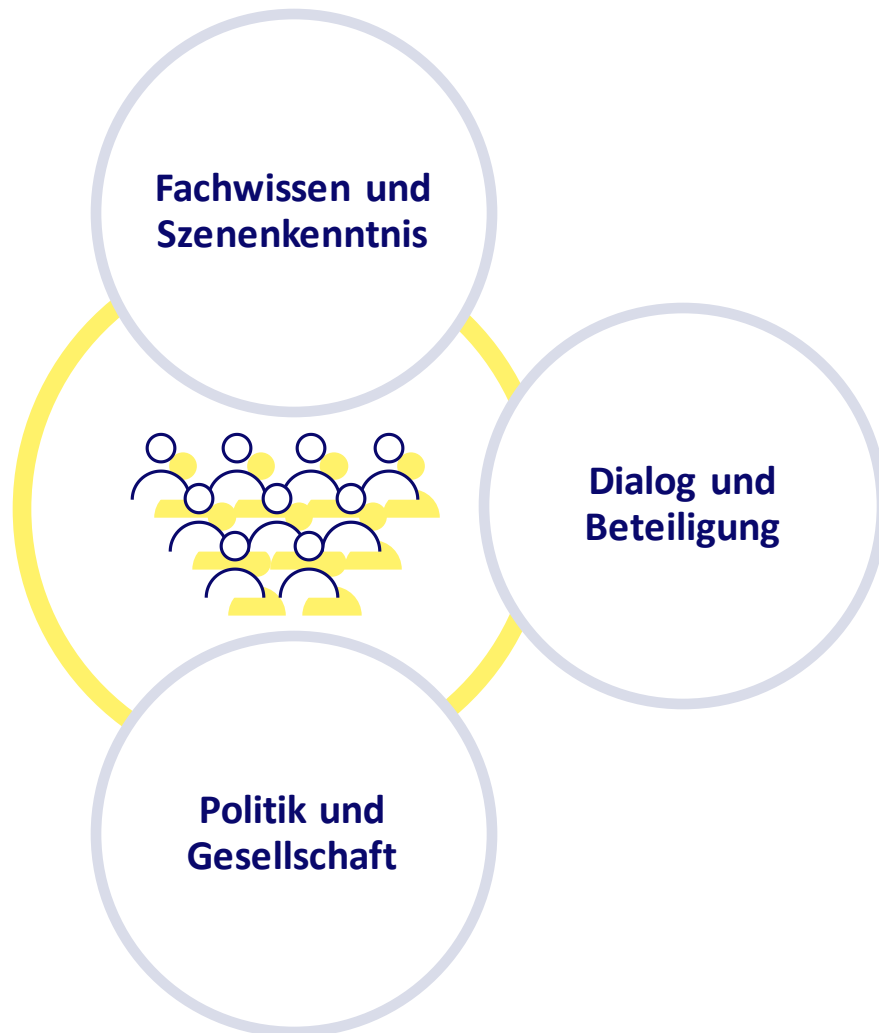 Fachwissen und
Szenenkenntnis
Dialog und
Beteiligung
Politik und
Gesellschaft